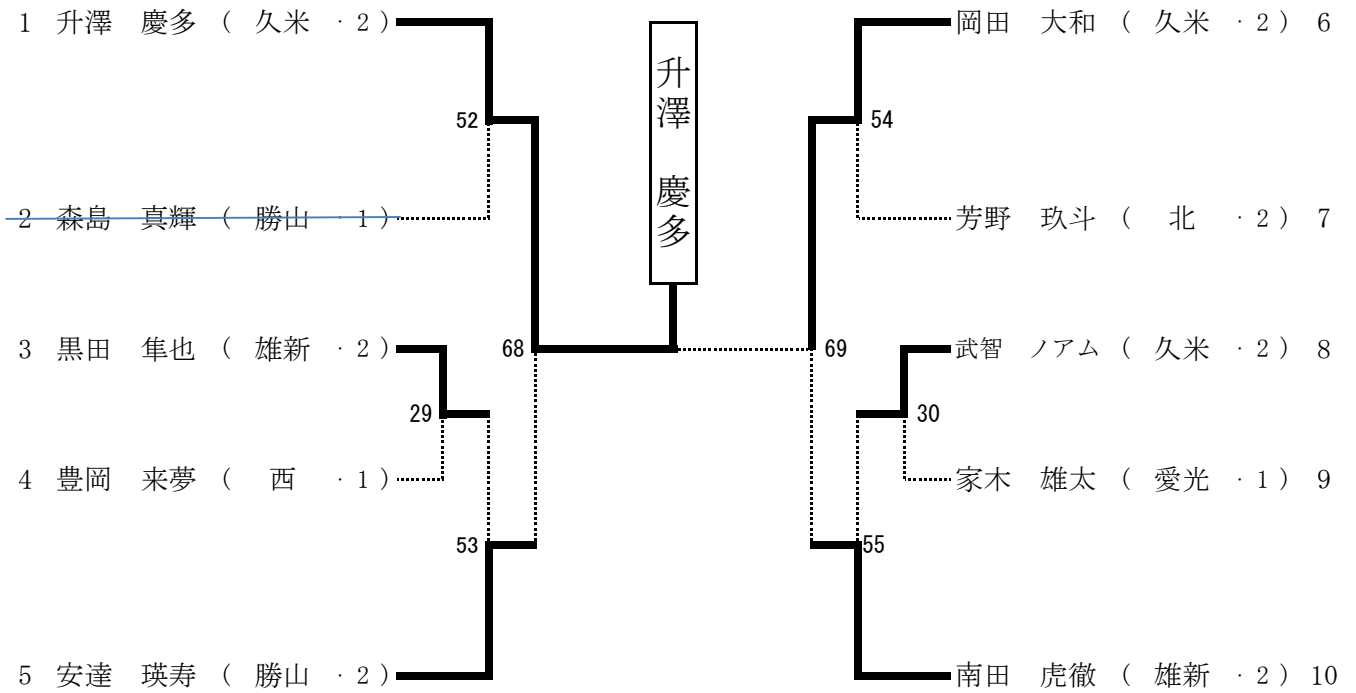 1 升澤 慶多 ( 久米 ・2)
52
2 森島 真輝 ( 勝山 ・1)
3 黒田 隼也 ( 雄新 ・2)
29
4 豊岡 来夢 ( 西 ・1)
53
5 安達 瑛寿 ( 勝山 ・2)
68
升澤 慶多
69
岡田 大和 ( 久米 ・2) 6
54
芳野 玖斗 ( 北 ・2) 7
武智 ノアム ( 久米 ・2) 8
30
家木 雄太 ( 愛光 ・1) 9
55
南田 虎徹 ( 雄新 ・2) 10